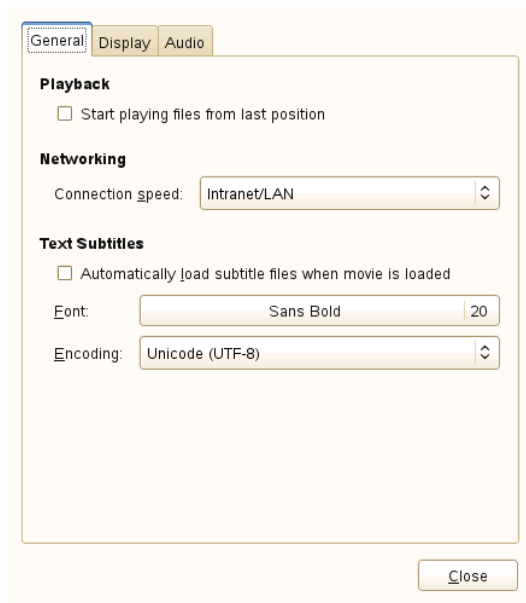 General Display Audio
Playback
Start playing files from last position
Networking
Connection speed: Intranet/LAN
Text Subtitles
Automatically load subtitle files when movie is loaded
Font: Sans Bold 20
Encoding: Unicode (UTF-8)
Close